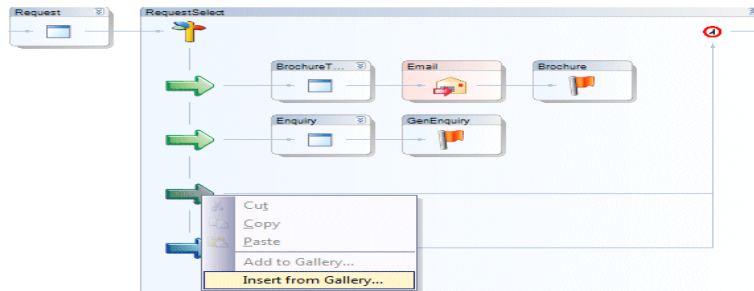 Request
RequestSelect
BrochureT...
Email
Brochure
Enquiry
GenEnquiry
Cut
Copy
Paste
Add to Gallery...
Insert from Gallery...